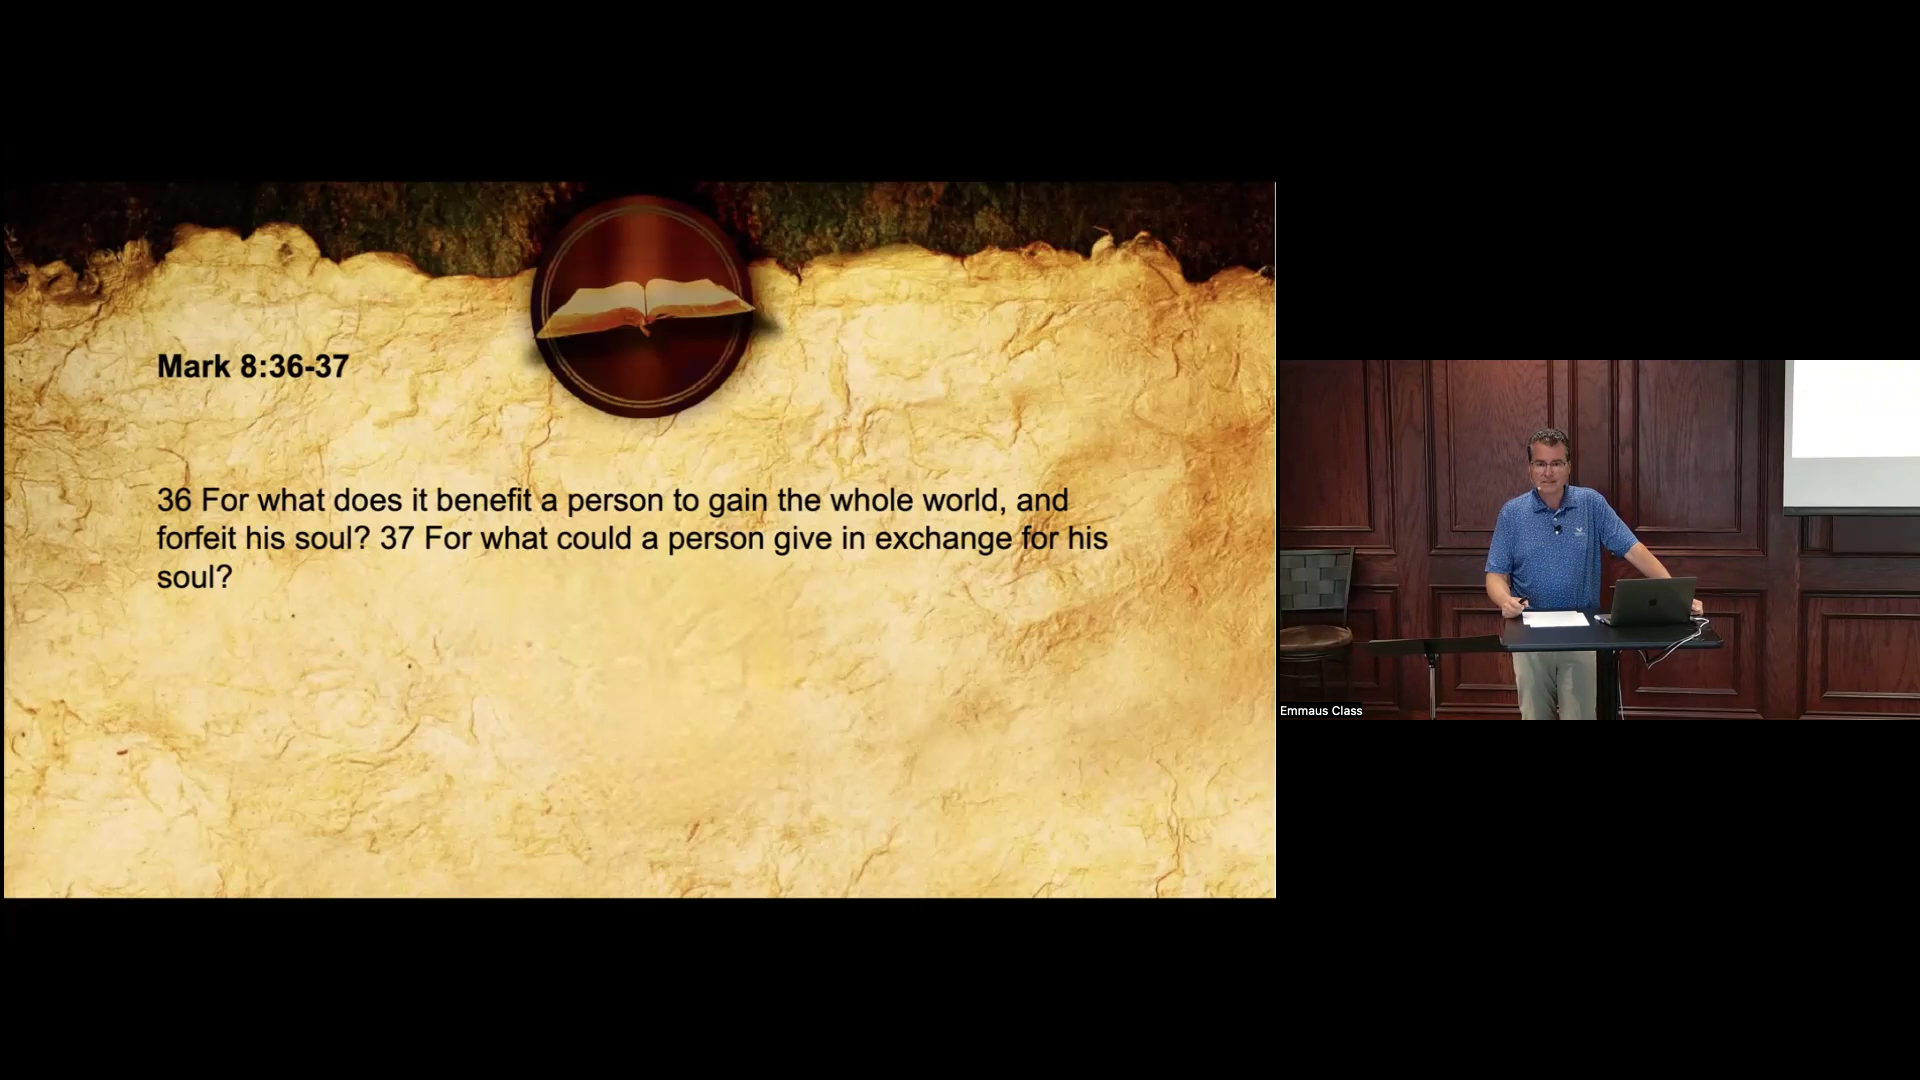 Mark 8:36-37
36 For what does it benefit a person to gain the whole world, and
forfeit his soul? 37 For what could a person give in exchange for his
soul?
Emmaus Class